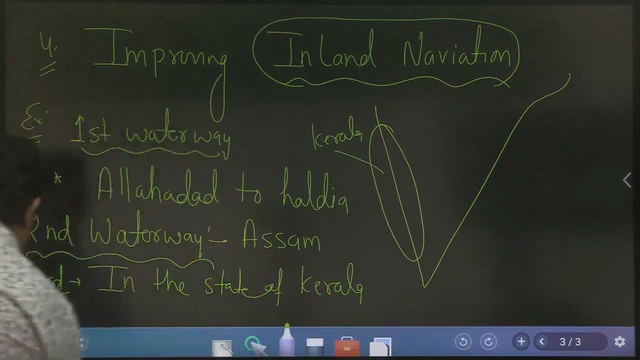 4. Improving Inland Naviation
Ex: 1st waterway
* Allahadad to haldia
2nd Waterway:- Assam
In the state of kerala
kerala
3/3